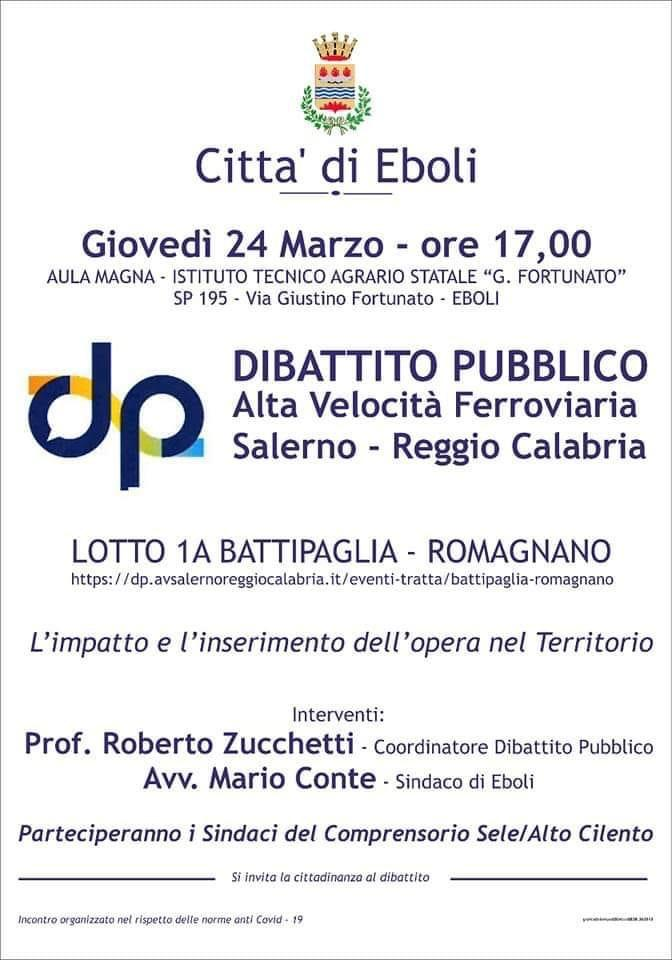 Citta' di Eboli
Giovedì 24 Marzo - ore 17,00
AULA MAGNA - ISTITUTO TECNICO AGRARIO STATALE “G. FORTUNATO”
SP 195 - Via Giustino Fortunato - EBOLI
dp
DIBATTITO PUBBLICO
Alta Velocità Ferroviaria
Salerno - Reggio Calabria
LOTTO 1A BATTIPAGLIA - ROMAGNANO
https://dp.avsalernoreggiocalabria.it/eventi-tratta/battipaglia-romagnano
L’impatto e l’inserimento dell’opera nel Territorio
Interventi:
Prof. Roberto Zucchetti - Coordinatore Dibattito Pubblico
Avv. Mario Conte - Sindaco di Eboli
Parteciperanno i Sindaci del Comprensorio Sele/Alto Cilento
Si invita la cittadinanza al dibattito
Incontro organizzato nel rispetto delle norme anti Covid - 19